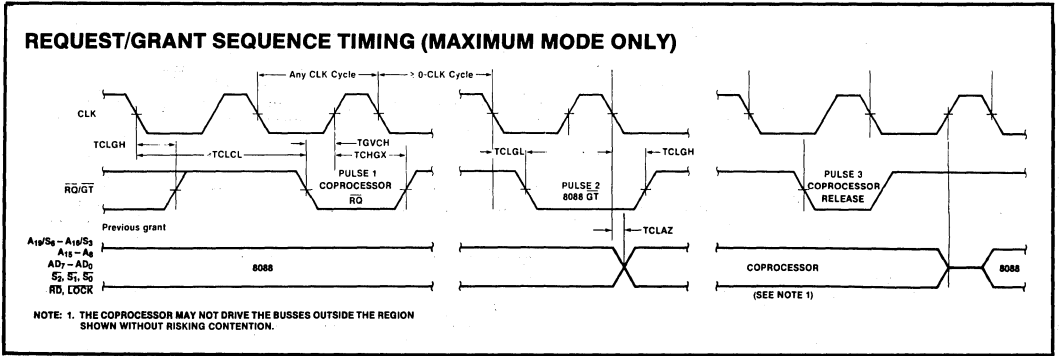 REQUEST/GRANT SEQUENCE TIMING (MAXIMUM MODE ONLY)
Any CLK Cycle
≥ 0-CLK Cycle
CLK
TCLGH
TCLCL
TGVCH
TCHGX
TCLGL
TCLGH
RQ/GT
PULSE 1
COPROCESSOR
RQ
PULSE 2
8088 GT
PULSE 3
COPROCESSOR
RELEASE
Previous grant
TCLAZ
A19/S6 – A16/S3
A15 – A8
AD7 – AD0
S2, S1, S0
RD, LOCK
8088
COPROCESSOR
8088
(SEE NOTE 1)
NOTE: 1. THE COPROCESSOR MAY NOT DRIVE THE BUSSES OUTSIDE THE REGION
SHOWN WITHOUT RISKING CONTENTION.